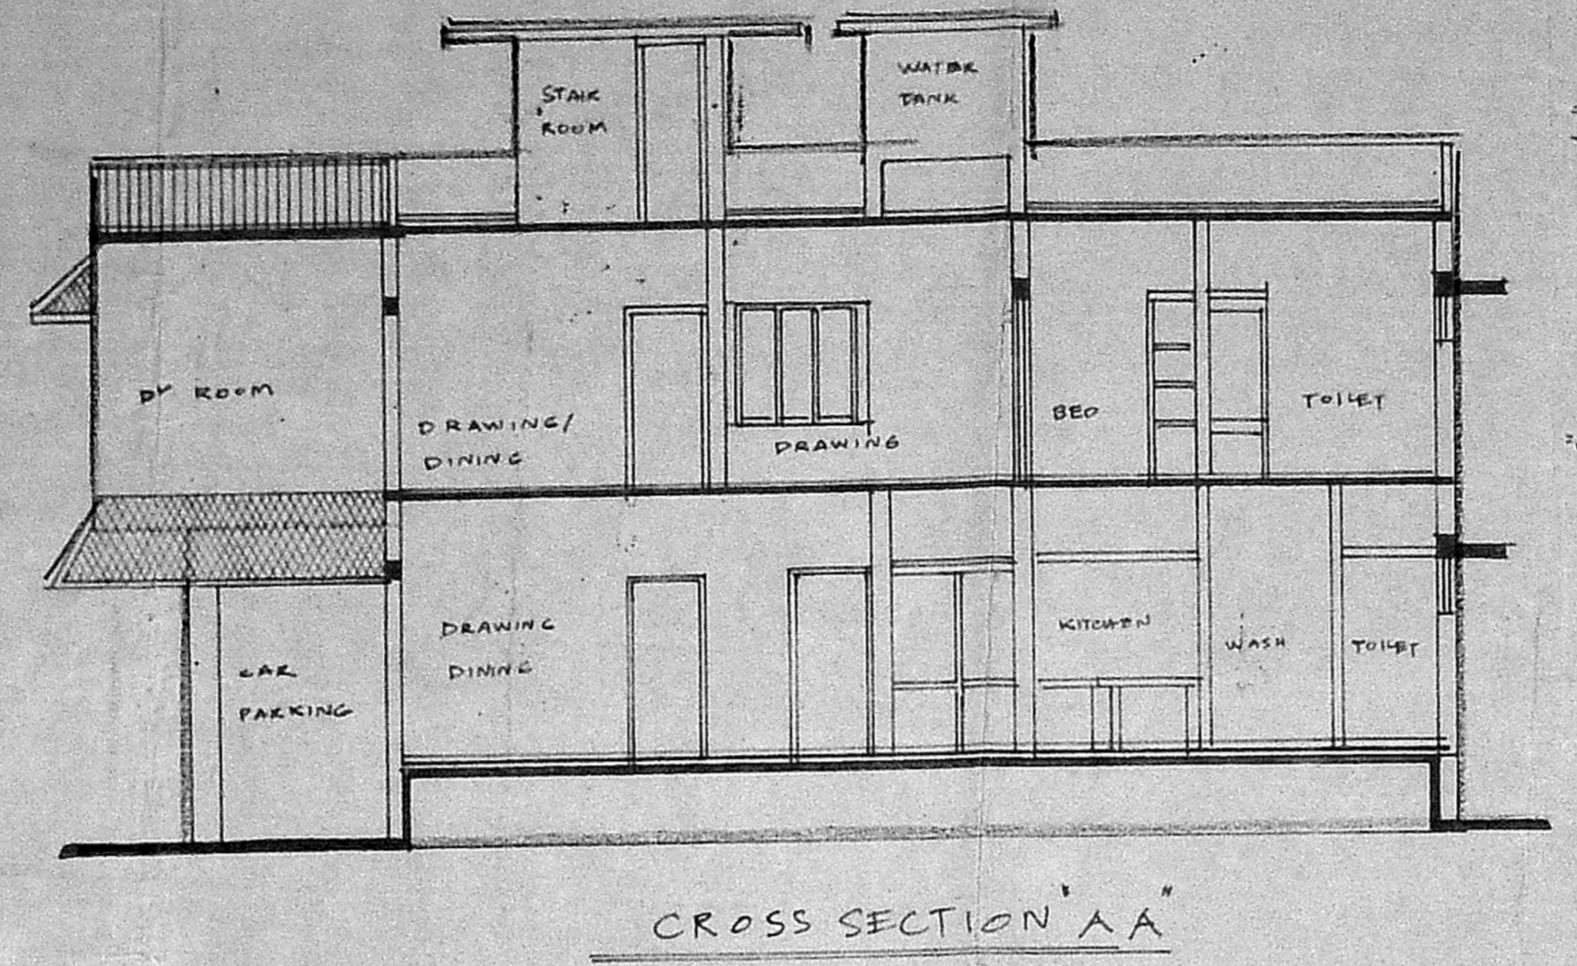 STAIR
ROOM
WATER
TANK
DV ROOM
DRAWING/
DINING
DRAWING
BED
TOILET
DRAWING
DINING
CAR
PARKING
KITCHEN
WASH
TOILET
CROSS SECTION "AA"